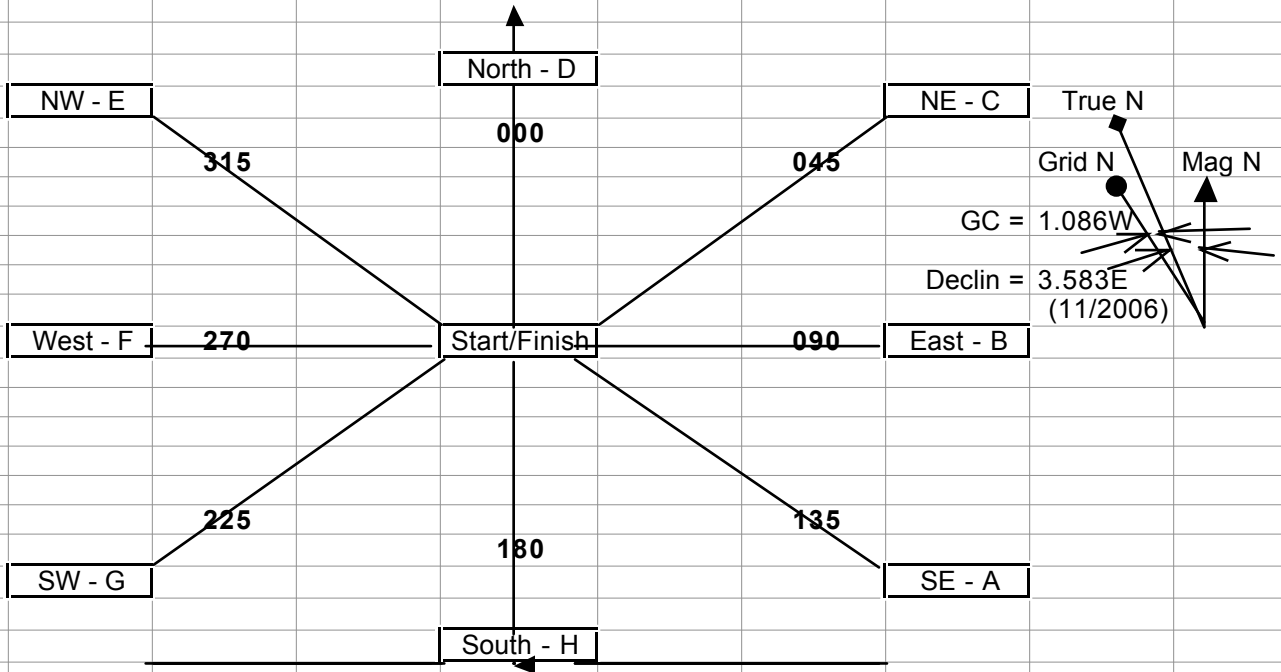 North - D
NW - E
NE - C
True N
000
315
045
Grid N
Mag N
GC = 1.086W
Declin = 3.583E
(11/2006)
West - F
270
Start/Finish
090
East - B
225
135
180
SW - G
SE - A
South - H